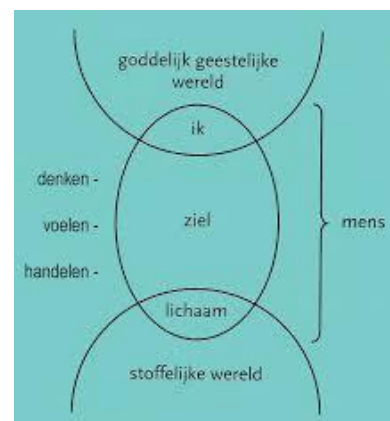 goddelijk geestelijke
wereld
ik
denken -
voelen -
ziel
mens
handelen -
lichaam
stoffelijke wereld